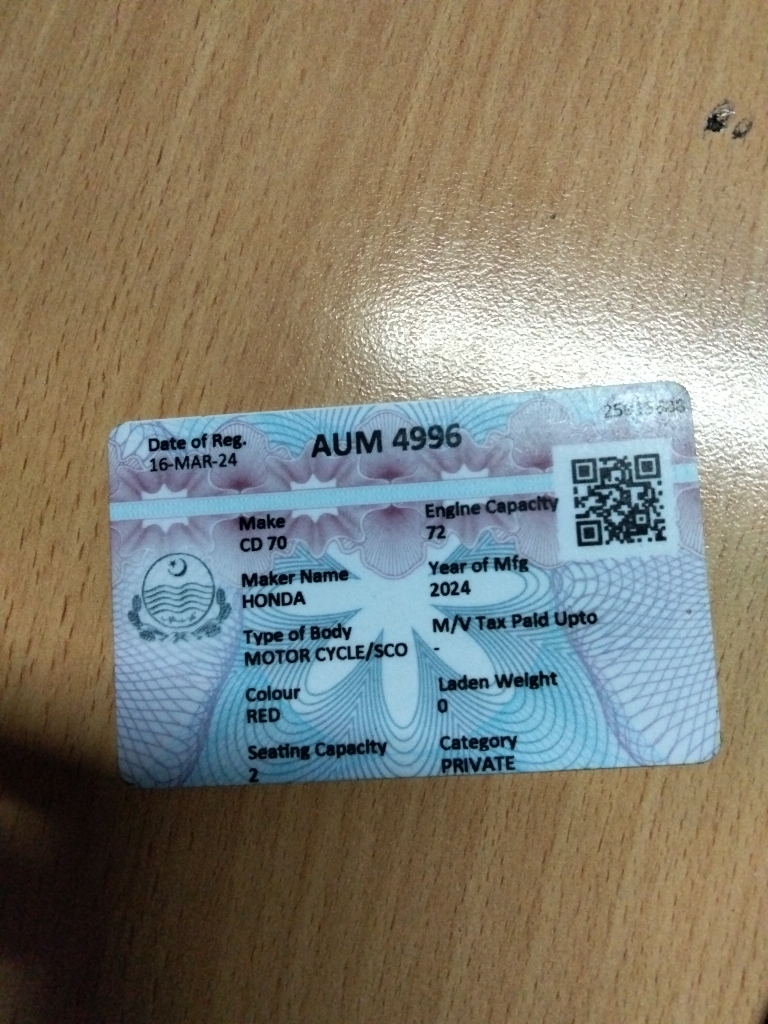 Date of Reg.
16-MAR-24
AUM 4996
Make
CD 70
Engine Capacity
72
Maker Name
HONDA
Year of Mfg
2024
Type of Body
MOTOR CYCLE/SCO
M/V Tax Paid Upto
-
Colour
RED
Laden Weight
0
Seating Capacity
2
Category
PRIVATE